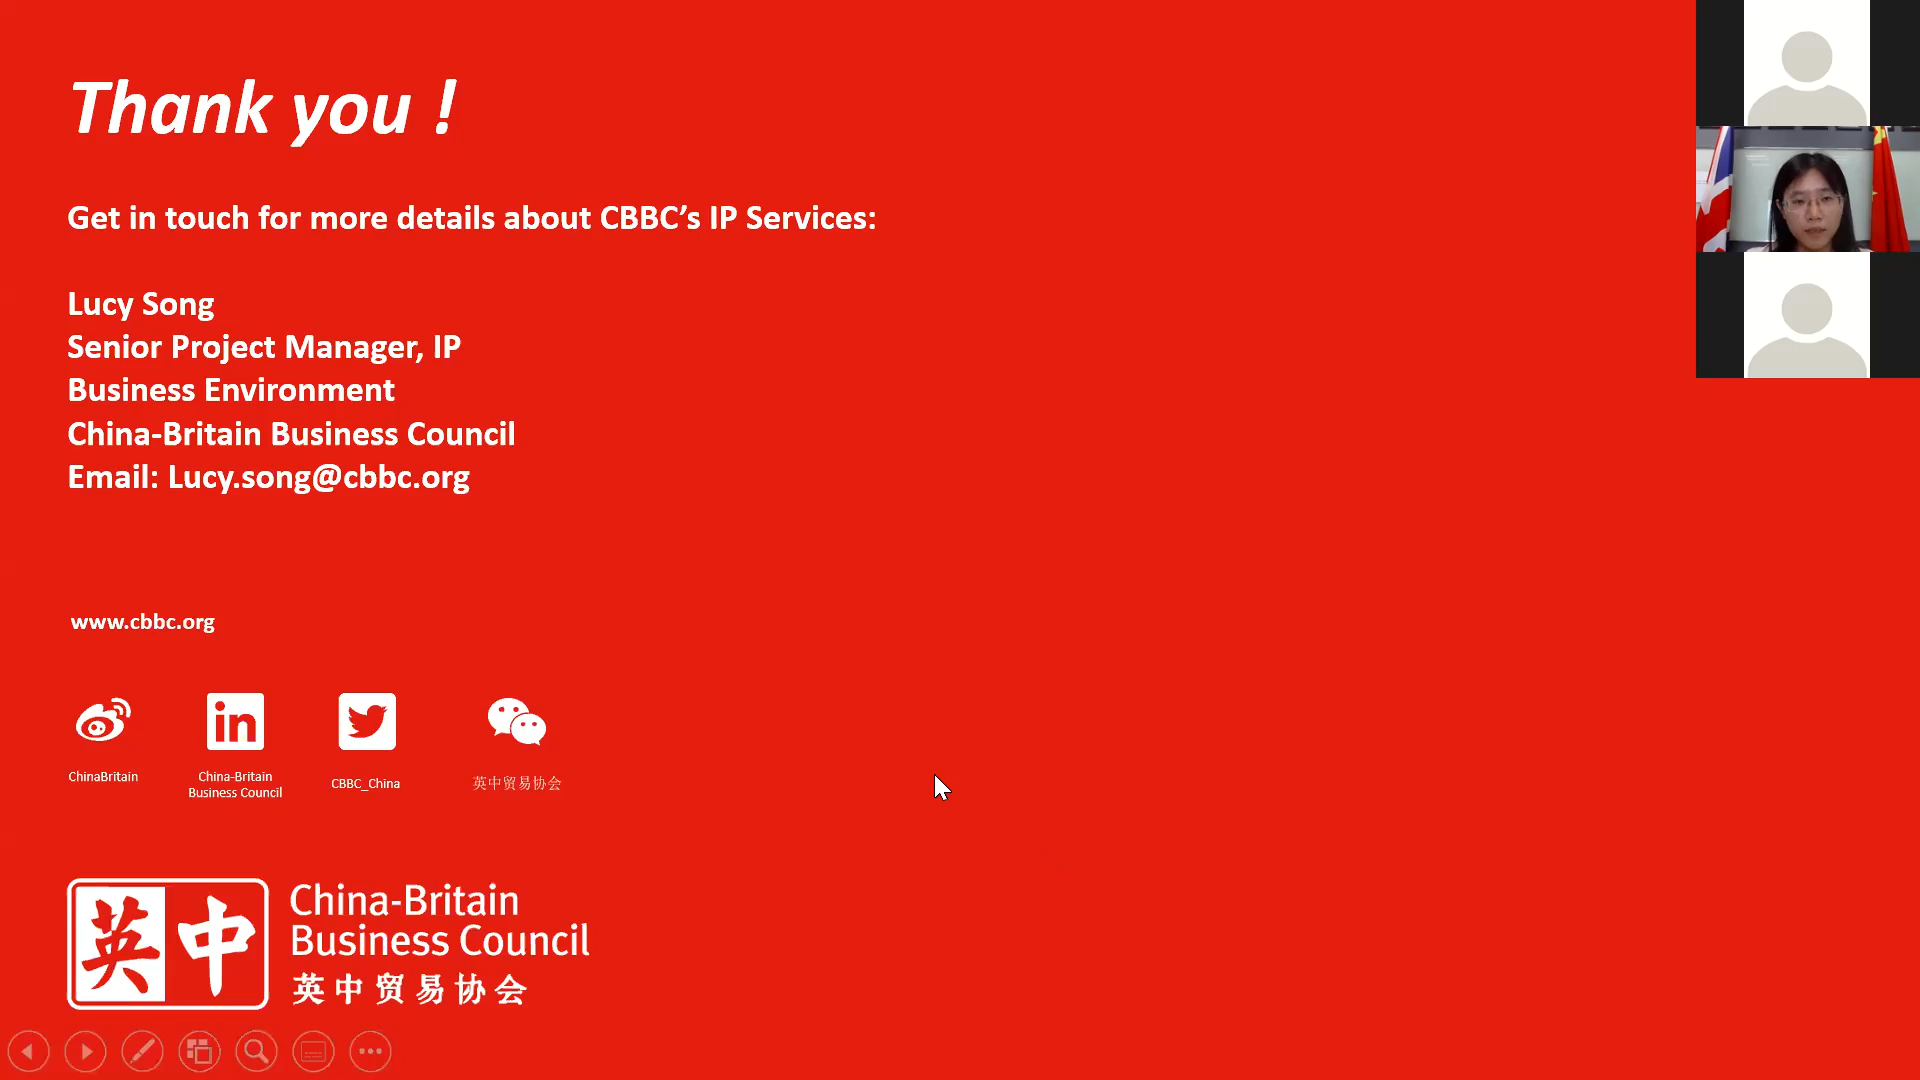 Thank you !
Get in touch for more details about CBBC’s IP Services:
Lucy Song
Senior Project Manager, IP
Business Environment
China-Britain Business Council
Email: Lucy.song@cbbc.org
www.cbbc.org
ChinaBritain
China-Britain
Business Council
CBBC_China
英中贸易协会
英中
China-Britain
Business Council
英中贸易协会